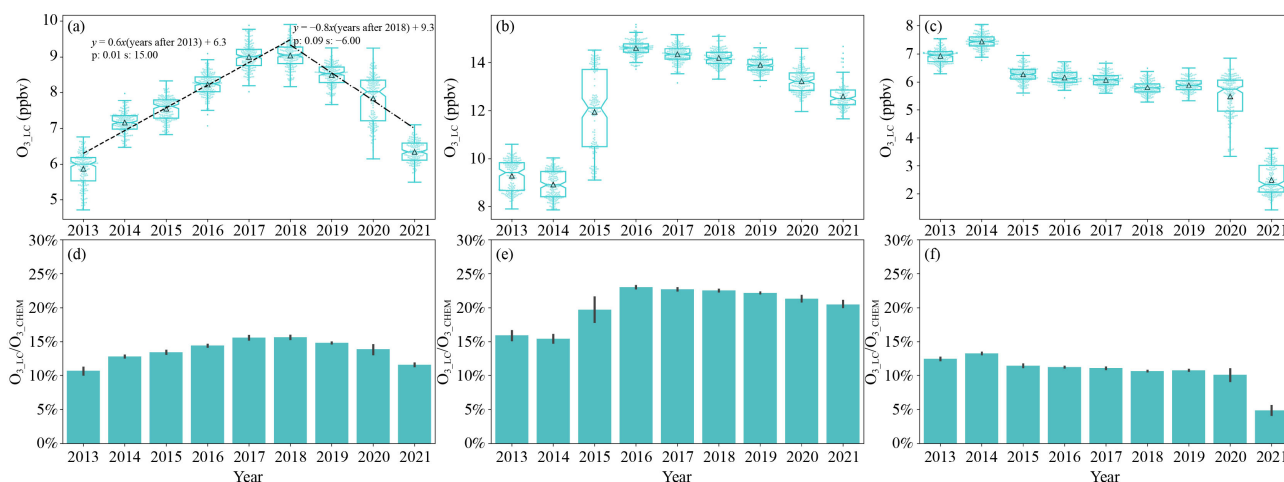 (a)
y = 0.6x(years after 2013) + 6.3
p: 0.01 s: 15.00
y = −0.8x(years after 2018) + 9.3
p: 0.09 s: −6.00
O3_LC (ppbv)
10
9
8
7
6
5
2013 2014 2015 2016 2017 2018 2019 2020 2021
(b)
O3_LC (ppbv)
14
12
10
8
2013 2014 2015 2016 2017 2018 2019 2020 2021
(c)
O3_LC (ppbv)
8
7
6
5
4
3
2
2013 2014 2015 2016 2017 2018 2019 2020 2021
(d)
O3_LC/O3_CHEM
30%
25%
20%
15%
10%
5%
0%
2013 2014 2015 2016 2017 2018 2019 2020 2021
Year
(e)
O3_LC/O3_CHEM
30%
25%
20%
15%
10%
5%
0%
2013 2014 2015 2016 2017 2018 2019 2020 2021
Year
(f)
O3_LC/O3_CHEM
30%
25%
20%
15%
10%
5%
0%
2013 2014 2015 2016 2017 2018 2019 2020 2021
Year